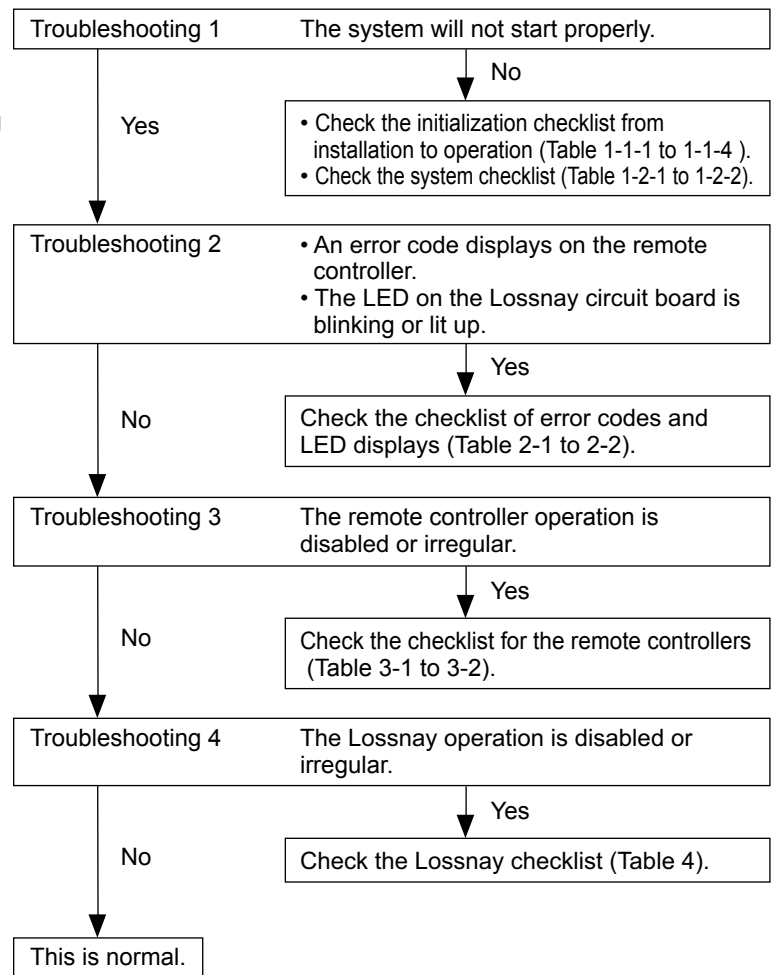 Troubleshooting 1 The system will not start properly.
No
Yes
• Check the initialization checklist from
installation to operation (Table 1-1-1 to 1-1-4 ).
• Check the system checklist (Table 1-2-1 to 1-2-2).
Troubleshooting 2 • An error code displays on the remote
controller.
• The LED on the Lossnay circuit board is
blinking or lit up.
Yes
No
Check the checklist of error codes and
LED displays (Table 2-1 to 2-2).
Troubleshooting 3 The remote controller operation is
disabled or irregular.
Yes
No
Check the checklist for the remote controllers
(Table 3-1 to 3-2).
Troubleshooting 4 The Lossnay operation is disabled or
irregular.
Yes
No
Check the Lossnay checklist (Table 4).
This is normal.